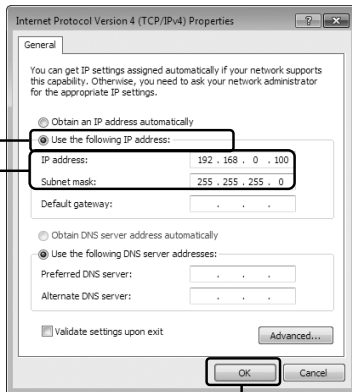 Internet Protocol Version 4 (TCP/IPv4) Properties
General
You can get IP settings assigned automatically if your network supports
this capability. Otherwise, you need to ask your network administrator
for the appropriate IP settings.
Obtain an IP address automatically
Use the following IP address:
IP address: 192 . 168 . 0 . 100
Subnet mask: 255 . 255 . 255 . 0
Default gateway: . . .
Obtain DNS server address automatically
Use the following DNS server addresses:
Preferred DNS server: . . .
Alternate DNS server: . . .
Validate settings upon exit
Advanced...
OK Cancel